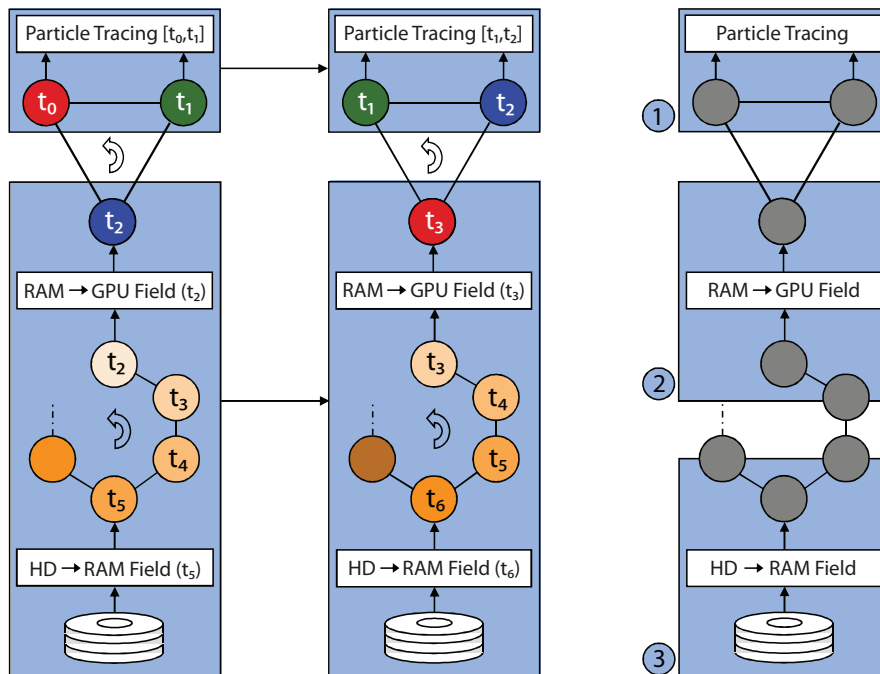 Particle Tracing [t₀,t₁]
t₀
t₁
t₂
RAM → GPU Field (t₂)
t₂
t₃
t₄
t₅
HD → RAM Field (t₅)
Particle Tracing [t₁,t₂]
t₁
t₂
t₃
RAM → GPU Field (t₃)
t₃
t₄
t₅
t₆
HD → RAM Field (t₆)
Particle Tracing
1
RAM → GPU Field
2
HD → RAM Field
3